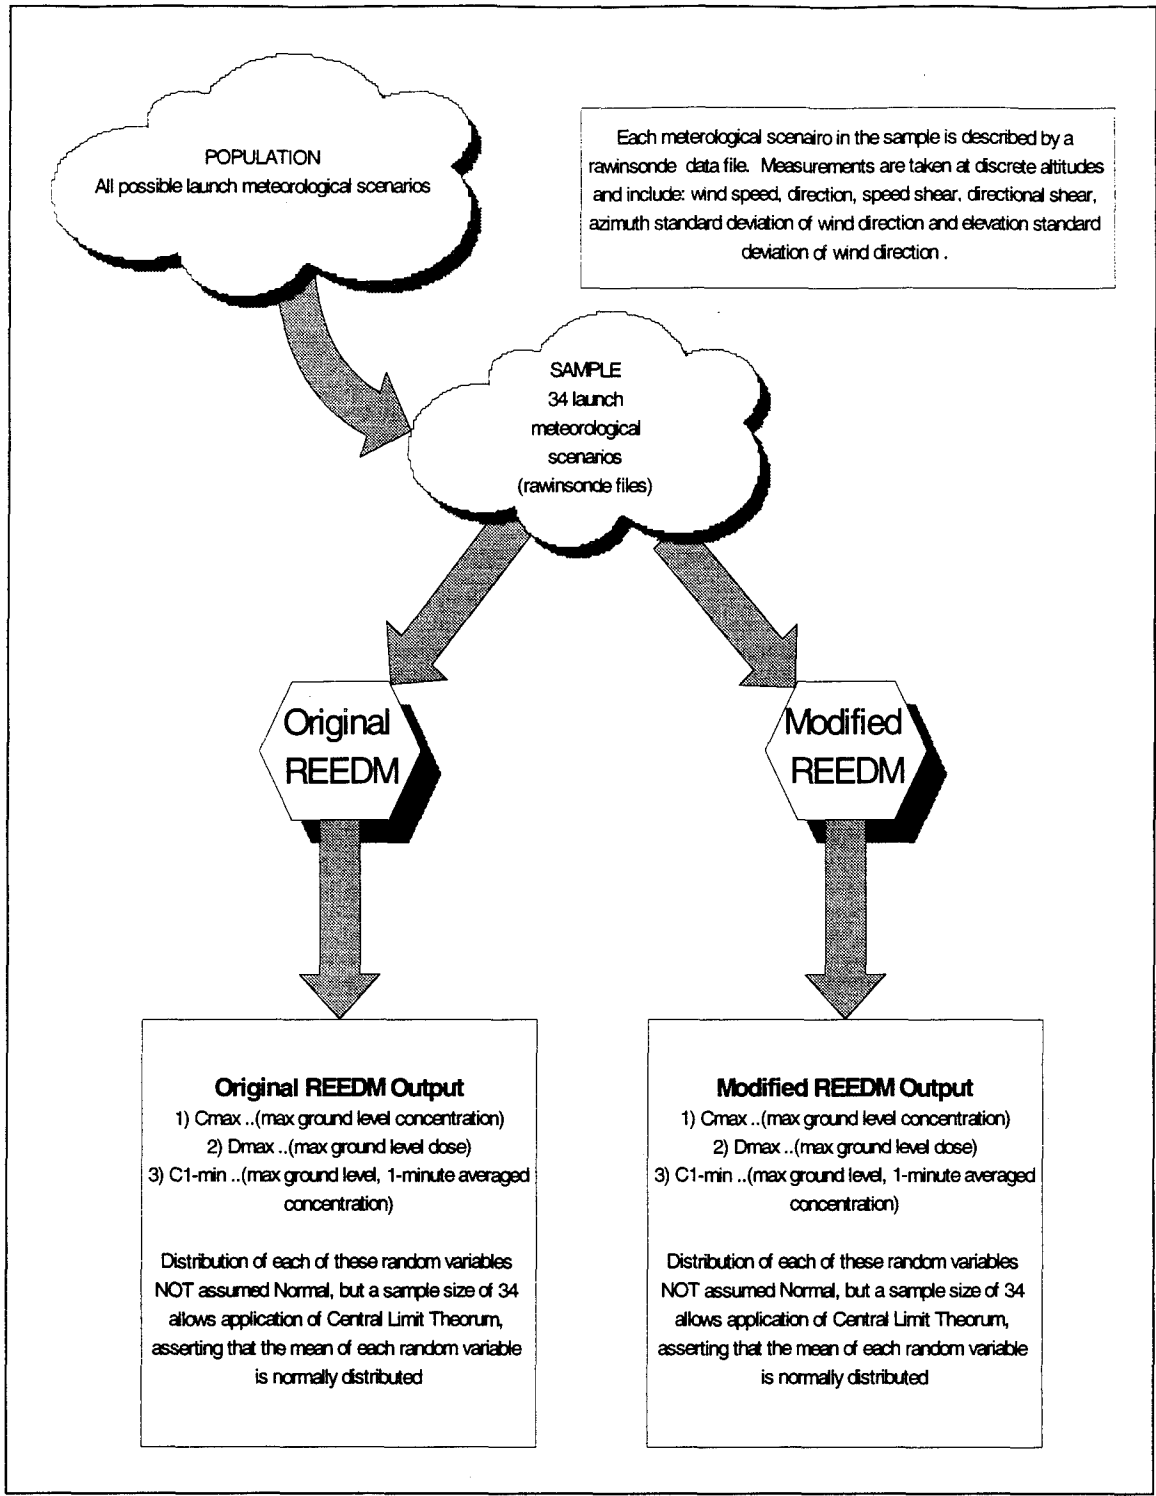 POPULATION
All possible launch meteorological scenarios
Each meterological scenairo in the sample is described by a
rawinsonde data file. Measurements are taken at discrete altitudes
and include: wind speed, direction, speed shear, directional shear,
azimuth standard deviation of wind direction and elevation standard
deviation of wind direction .
SAMPLE
34 launch
meteorological
scenarios
(rawinsonde files)
Original
REEDM
Modified
REEDM
Original REEDM Output
1) Cmax ..(max ground level concentration)
2) Dmax ..(max ground level dose)
3) C1-min ..(max ground level, 1-minute averaged
concentration)
Distribution of each of these random variables
NOT assumed Normal, but a sample size of 34
allows application of Central Limit Theorum,
asserting that the mean of each random variable
is normally distributed
Modified REEDM Output
1) Cmax ..(max ground level concentration)
2) Dmax ..(max ground level dose)
3) C1-min ..(max ground level, 1-minute averaged
concentration)
Distribution of each of these random variables
NOT assumed Normal, but a sample size of 34
allows application of Central Limit Theorum,
asserting that the mean of each random variable
is normally distributed